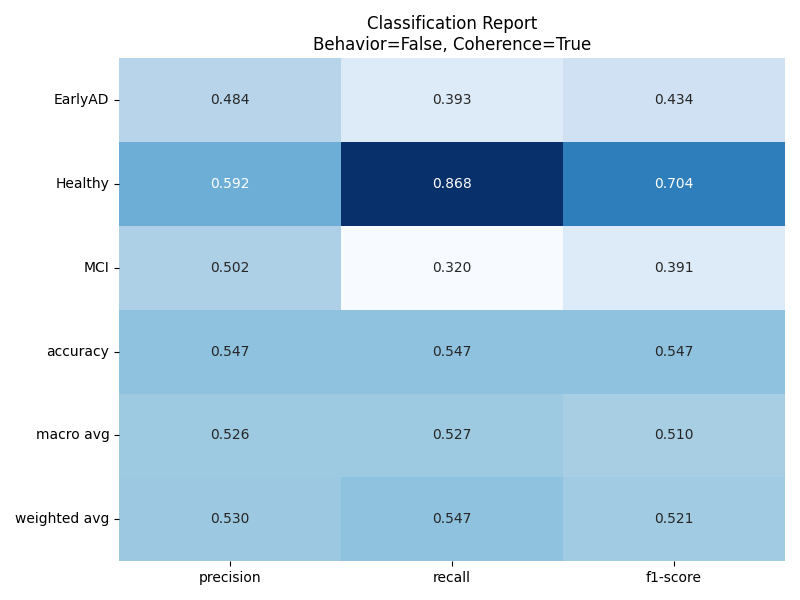 Classification Report
Behavior=False, Coherence=True
EarlyAD 0.484 0.393 0.434
Healthy 0.592 0.868 0.704
MCI 0.502 0.320 0.391
accuracy 0.547 0.547 0.547
macro avg 0.526 0.527 0.510
weighted avg 0.530 0.547 0.521
precision recall f1-score